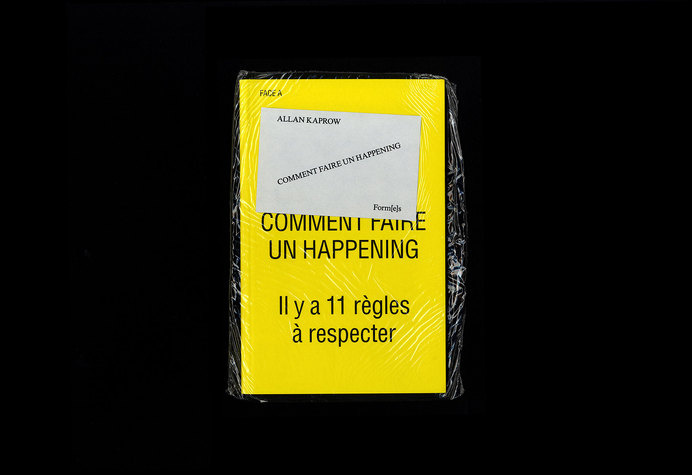 FACE A
ALLAN KAPROW
COMMENT FAIRE UN HAPPENING
Form[e]s
COMMENT FAIRE
UN HAPPENING
Il y a 11 règles
à respecter